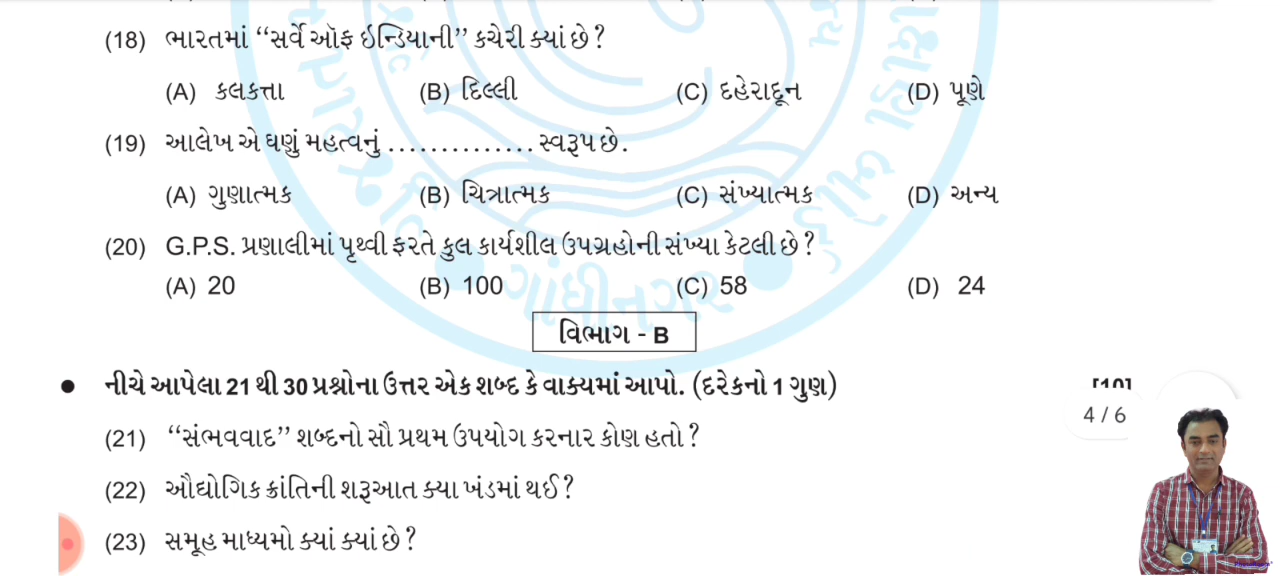 (18) ભારતમાં “સર્વે ઑફ ઇન્ડિયાની” કચેરી ક્યાં છે ?
(A) કલકત્તા (B) દિલ્લી (C) દહેરાદૂન (D) પૂણે
(19) આલેખ એ ઘણું મહત્વનું .............. સ્વરૂપ છે.
(A) ગુણાત્મક (B) ચિત્રાત્મક (C) સંખ્યાત્મક (D) અન્ય
(20) G.P.S. પ્રણાલીમાં પૃથ્વી ફરતે કુલ કાર્યશીલ ઉપગ્રહોની સંખ્યા કેટલી છે ?
(A) 20 (B) 100 (C) 58 (D) 24
ગાંધીનગર
વિભાગ - B
● નીચે આપેલા 21 થી 30 પ્રશ્નોના ઉત્તર એક શબ્દ કે વાક્યમાં આપો. (દરેકનો 1 ગુણ) [10]
4 / 6
(21) “સંભવવાદ” શબ્દનો સૌ પ્રથમ ઉપયોગ કરનાર કોણ હતો ?
(22) ઔદ્યોગિક ક્રાંતિની શરૂઆત ક્યા ખંડમાં થઈ ?
(23) સમૂહ માધ્યમો ક્યાં ક્યાં છે ?